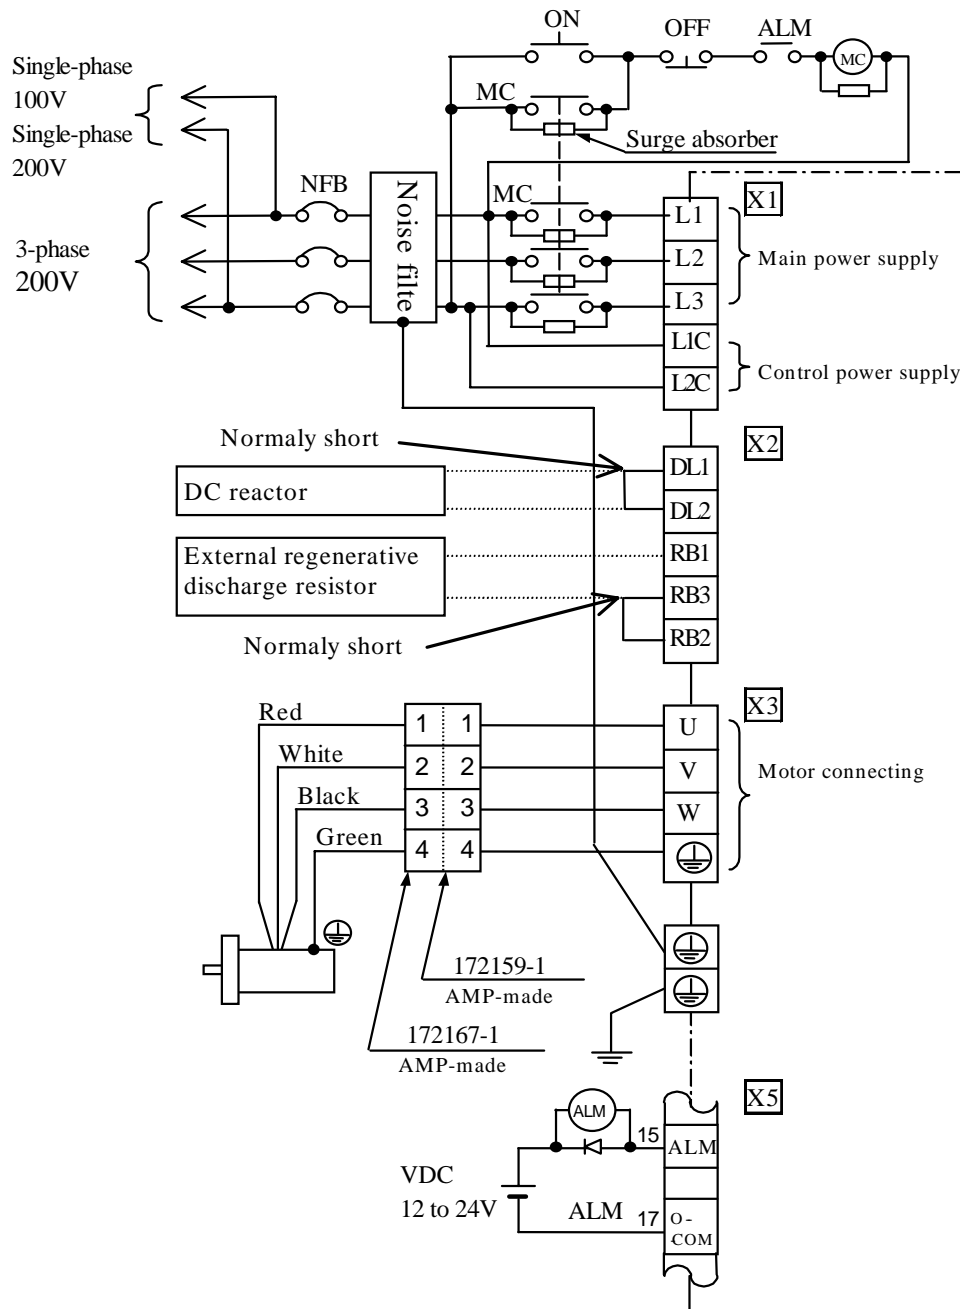 ON
OFF
ALM
MC
Single-phase
100V
Single-phase
200V
MC
Surge absorber
NFB
Noise filte
MC
3-phase
200V
X1
L1
L2
L3
L1C
L2C
Main power supply
Control power supply
X2
Normaly short
DC reactor
DL1
DL2
External regenerative
discharge resistor
RB1
RB3
RB2
Normaly short
X3
Red
White
Black
Green
1 1
2 2
3 3
4 4
U
V
W
Motor connecting
172159-1
AMP-made
172167-1
AMP-made
X5
ALM
15
ALM
VDC
12 to 24V
ALM
17
O-
-COM